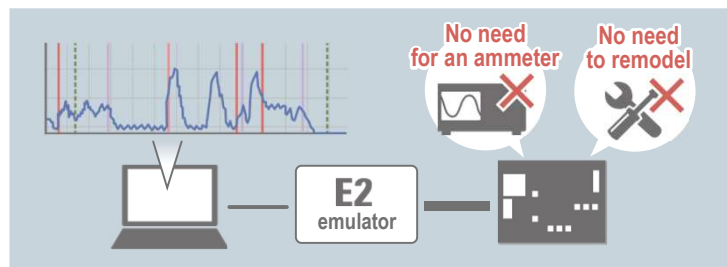 No need
for an ammeter
No need
to remodel
E2
emulator